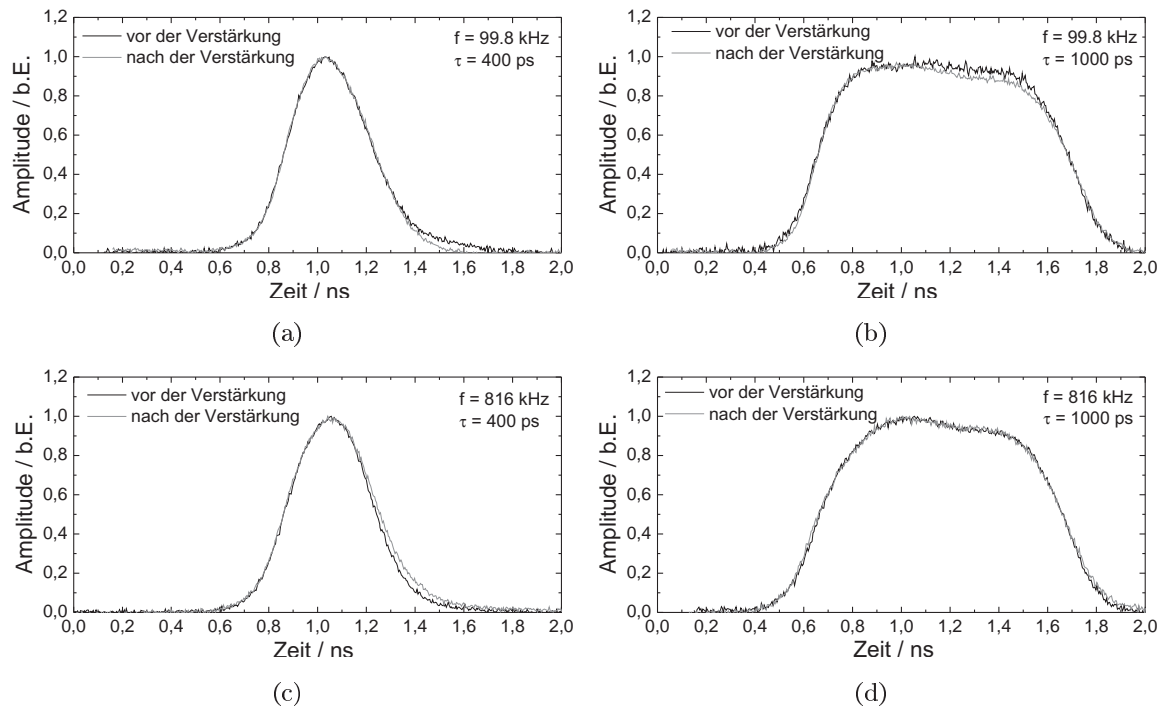 1,2
1,0
0,8
0,6
0,4
0,2
0,0
Amplitude / b.E.
vor der Verstärkung
nach der Verstärkung
f = 99.8 kHz
τ = 400 ps
0,0 0,2 0,4 0,6 0,8 1,0 1,2 1,4 1,6 1,8 2,0
Zeit / ns
(a)
1,2
1,0
0,8
0,6
0,4
0,2
0,0
Amplitude / b.E.
vor der Verstärkung
nach der Verstärkung
f = 99.8 kHz
τ = 1000 ps
0,0 0,2 0,4 0,6 0,8 1,0 1,2 1,4 1,6 1,8 2,0
Zeit / ns
(b)
1,2
1,0
0,8
0,6
0,4
0,2
0,0
Amplitude / b.E.
vor der Verstärkung
nach der Verstärkung
f = 816 kHz
τ = 400 ps
0,0 0,2 0,4 0,6 0,8 1,0 1,2 1,4 1,6 1,8 2,0
Zeit / ns
(c)
1,2
1,0
0,8
0,6
0,4
0,2
0,0
Amplitude / b.E.
vor der Verstärkung
nach der Verstärkung
f = 816 kHz
τ = 1000 ps
0,0 0,2 0,4 0,6 0,8 1,0 1,2 1,4 1,6 1,8 2,0
Zeit / ns
(d)